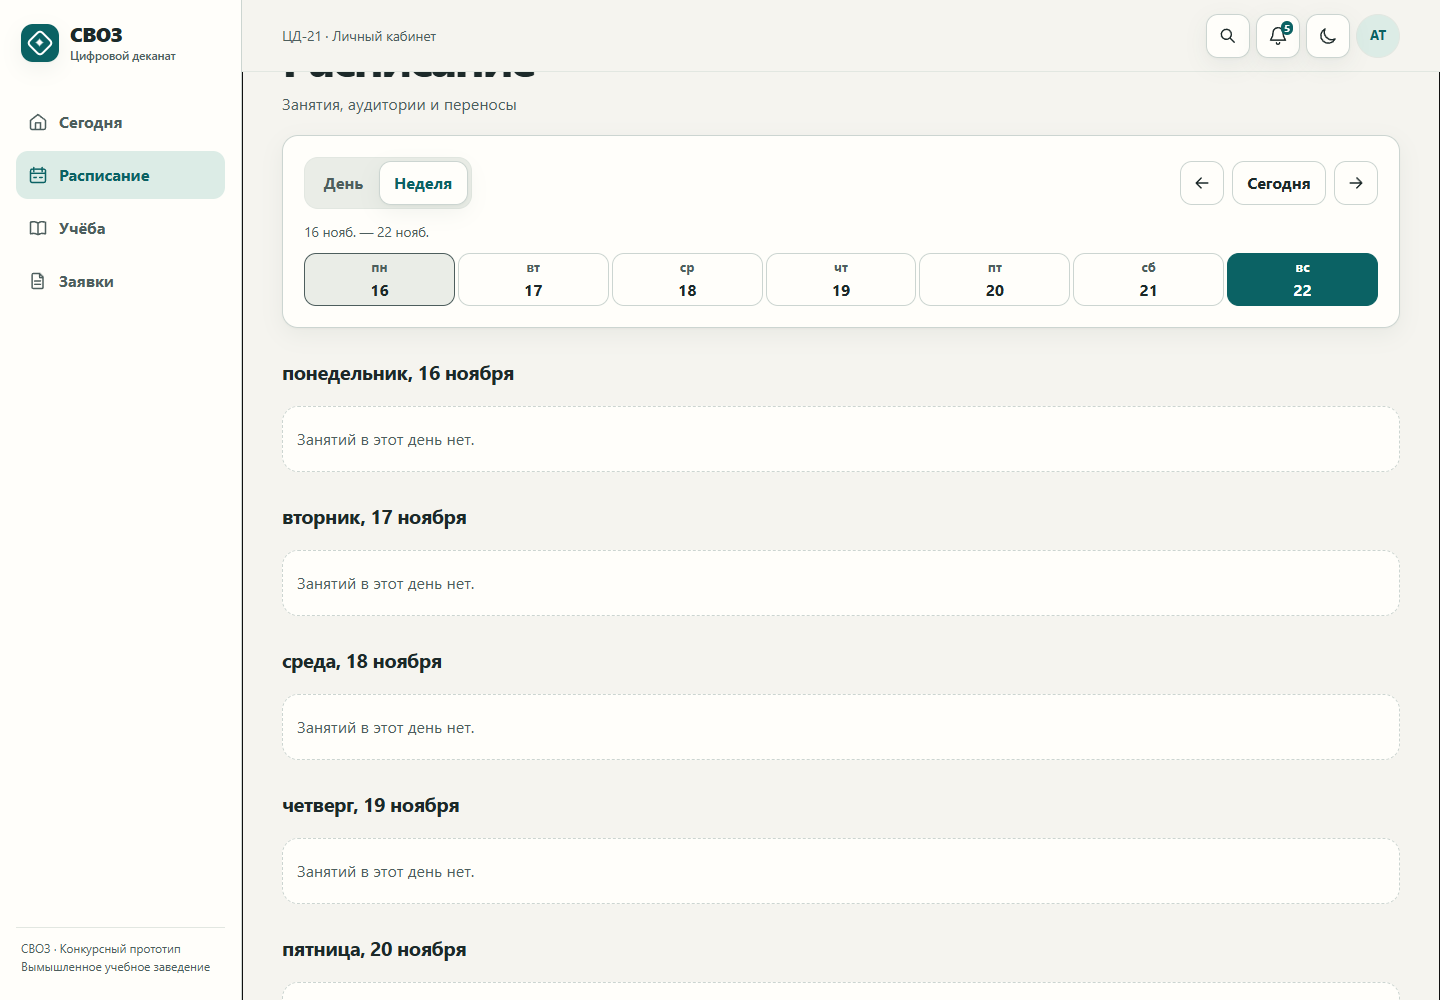 СВОЗ
Цифровой деканат
Сегодня
Расписание
Учёба
Заявки
СВОЗ · Конкурсный прототип
Вымышленное учебное заведение
ЦД-21 · Личный кабинет
5
АТ
Расписание
Занятия, аудитории и переносы
День
Неделя
Сегодня
16 нояб. — 22 нояб.
пн
16
вт
17
ср
18
чт
19
пт
20
сб
21
вс
22
понедельник, 16 ноября
Занятий в этот день нет.
вторник, 17 ноября
Занятий в этот день нет.
среда, 18 ноября
Занятий в этот день нет.
четверг, 19 ноября
Занятий в этот день нет.
пятница, 20 ноября